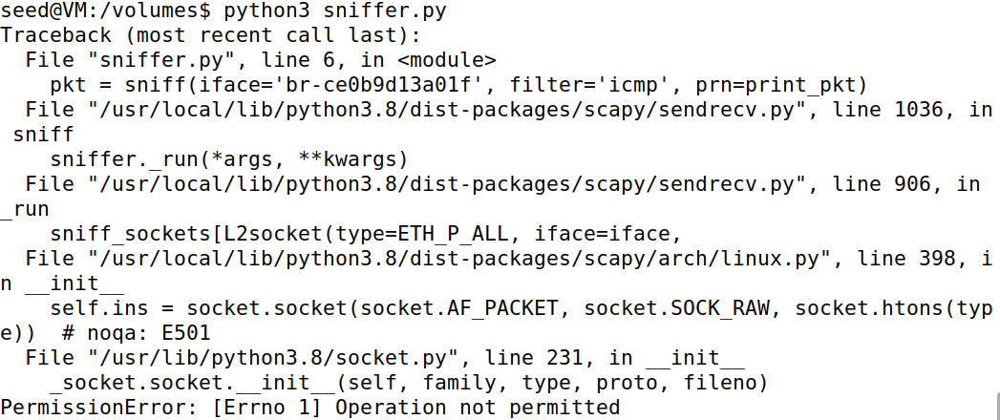 seed@VM:/volumes$ python3 sniffer.py
Traceback (most recent call last):
  File "sniffer.py", line 6, in <module>
    pkt = sniff(iface='br-ce0b9d13a01f', filter='icmp', prn=print_pkt)
  File "/usr/local/lib/python3.8/dist-packages/scapy/sendrecv.py", line 1036, in
 sniff
    sniffer._run(*args, **kwargs)
  File "/usr/local/lib/python3.8/dist-packages/scapy/sendrecv.py", line 906, in
_run
    sniff_sockets[L2socket(type=ETH_P_ALL, iface=iface,
  File "/usr/local/lib/python3.8/dist-packages/scapy/arch/linux.py", line 398, i
n __init__
    self.ins = socket.socket(socket.AF_PACKET, socket.SOCK_RAW, socket.htons(typ
e))  # noqa: E501
  File "/usr/lib/python3.8/socket.py", line 231, in __init__
    _socket.socket.__init__(self, family, type, proto, fileno)
PermissionError: [Errno 1] Operation not permitted